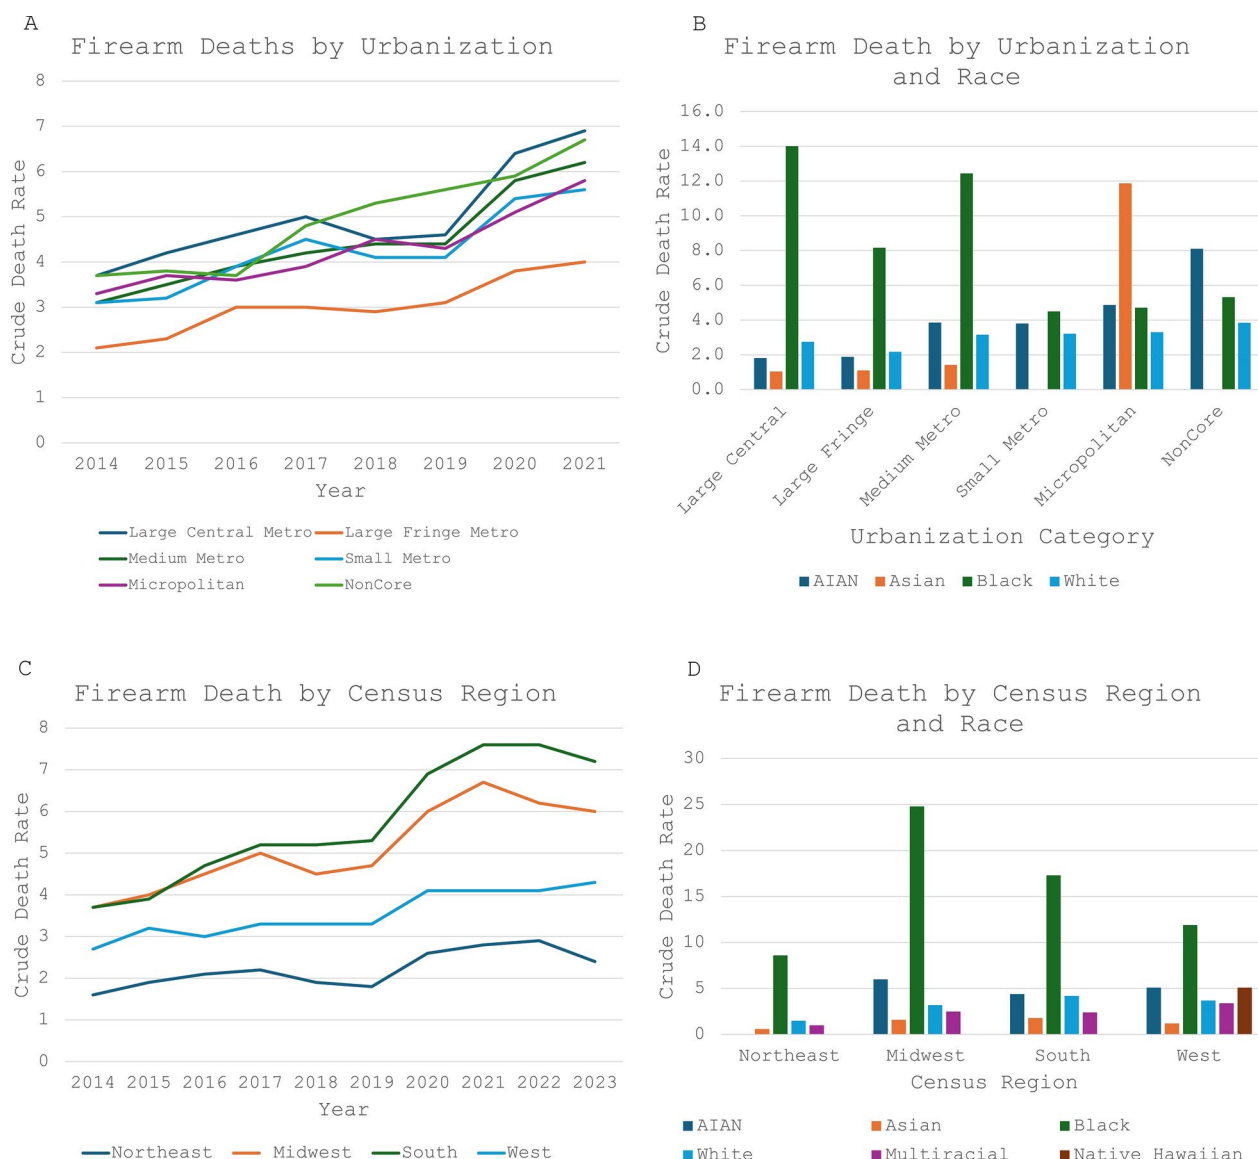 A
Firearm Deaths by Urbanization
8
7
6
5
4
3
2
1
0
Crude Death Rate
2014 2015 2016 2017 2018 2019 2020 2021
Year
Large Central Metro Large Fringe Metro
Medium Metro Small Metro
Micropolitan NonCore
B
Firearm Death by Urbanization
and Race
16.0
14.0
12.0
10.0
8.0
6.0
4.0
2.0
0.0
Crude Death Rate
Large Central
Large Fringe
Medium Metro
Small Metro
Micropolitan
NonCore
Urbanization Category
AIAN Asian Black White
C
Firearm Death by Census Region
8
7
6
5
4
3
2
1
0
Crude Death Rate
2014 2015 2016 2017 2018 2019 2020 2021 2022 2023
Year
Northeast Midwest South West
D
Firearm Death by Census Region
and Race
30
25
20
15
10
5
0
Crude Death Rate
Northeast Midwest South West
Census Region
AIAN Asian Black
White Multiracial Native Hawaiian